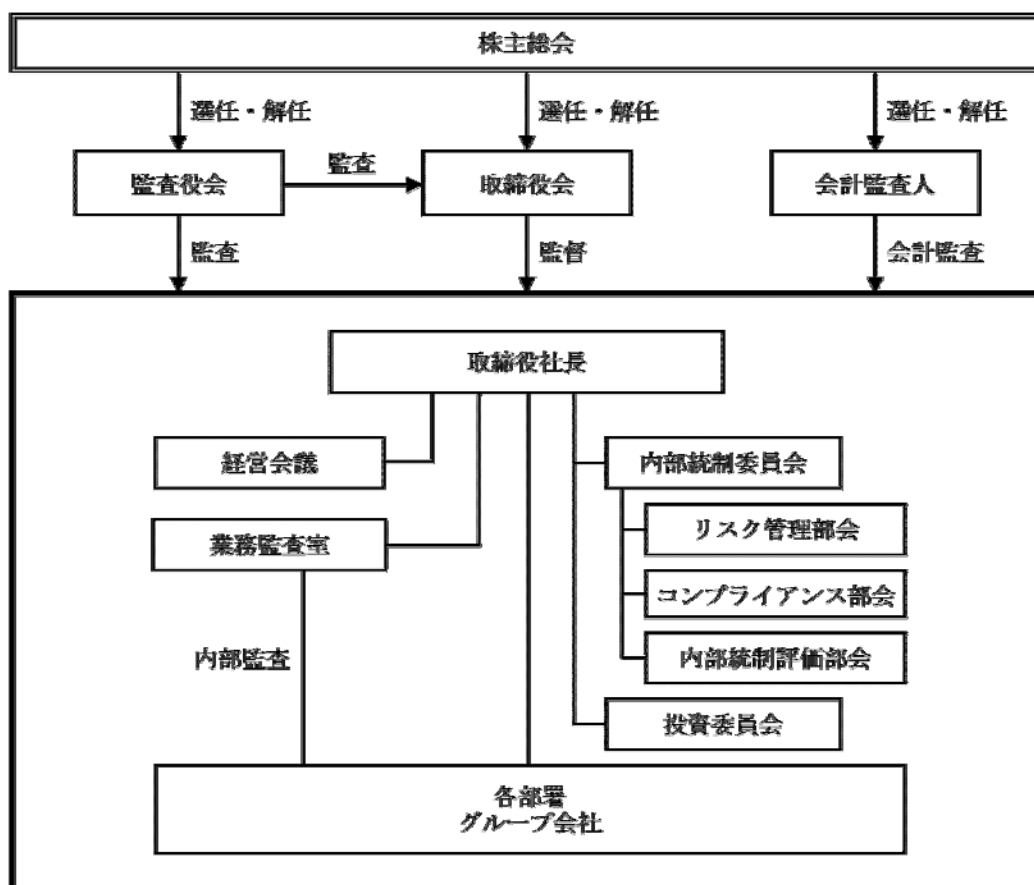 株主総会
選任・解任
選任・解任
選任・解任
監査役会
監査
取締役会
会計監査人
監査
監督
会計監査
取締役社長
経営会議
内部統制委員会
業務監査室
リスク管理部会
コンプライアンス部会
内部監査
内部統制評価部会
投資委員会
各部署
グループ会社